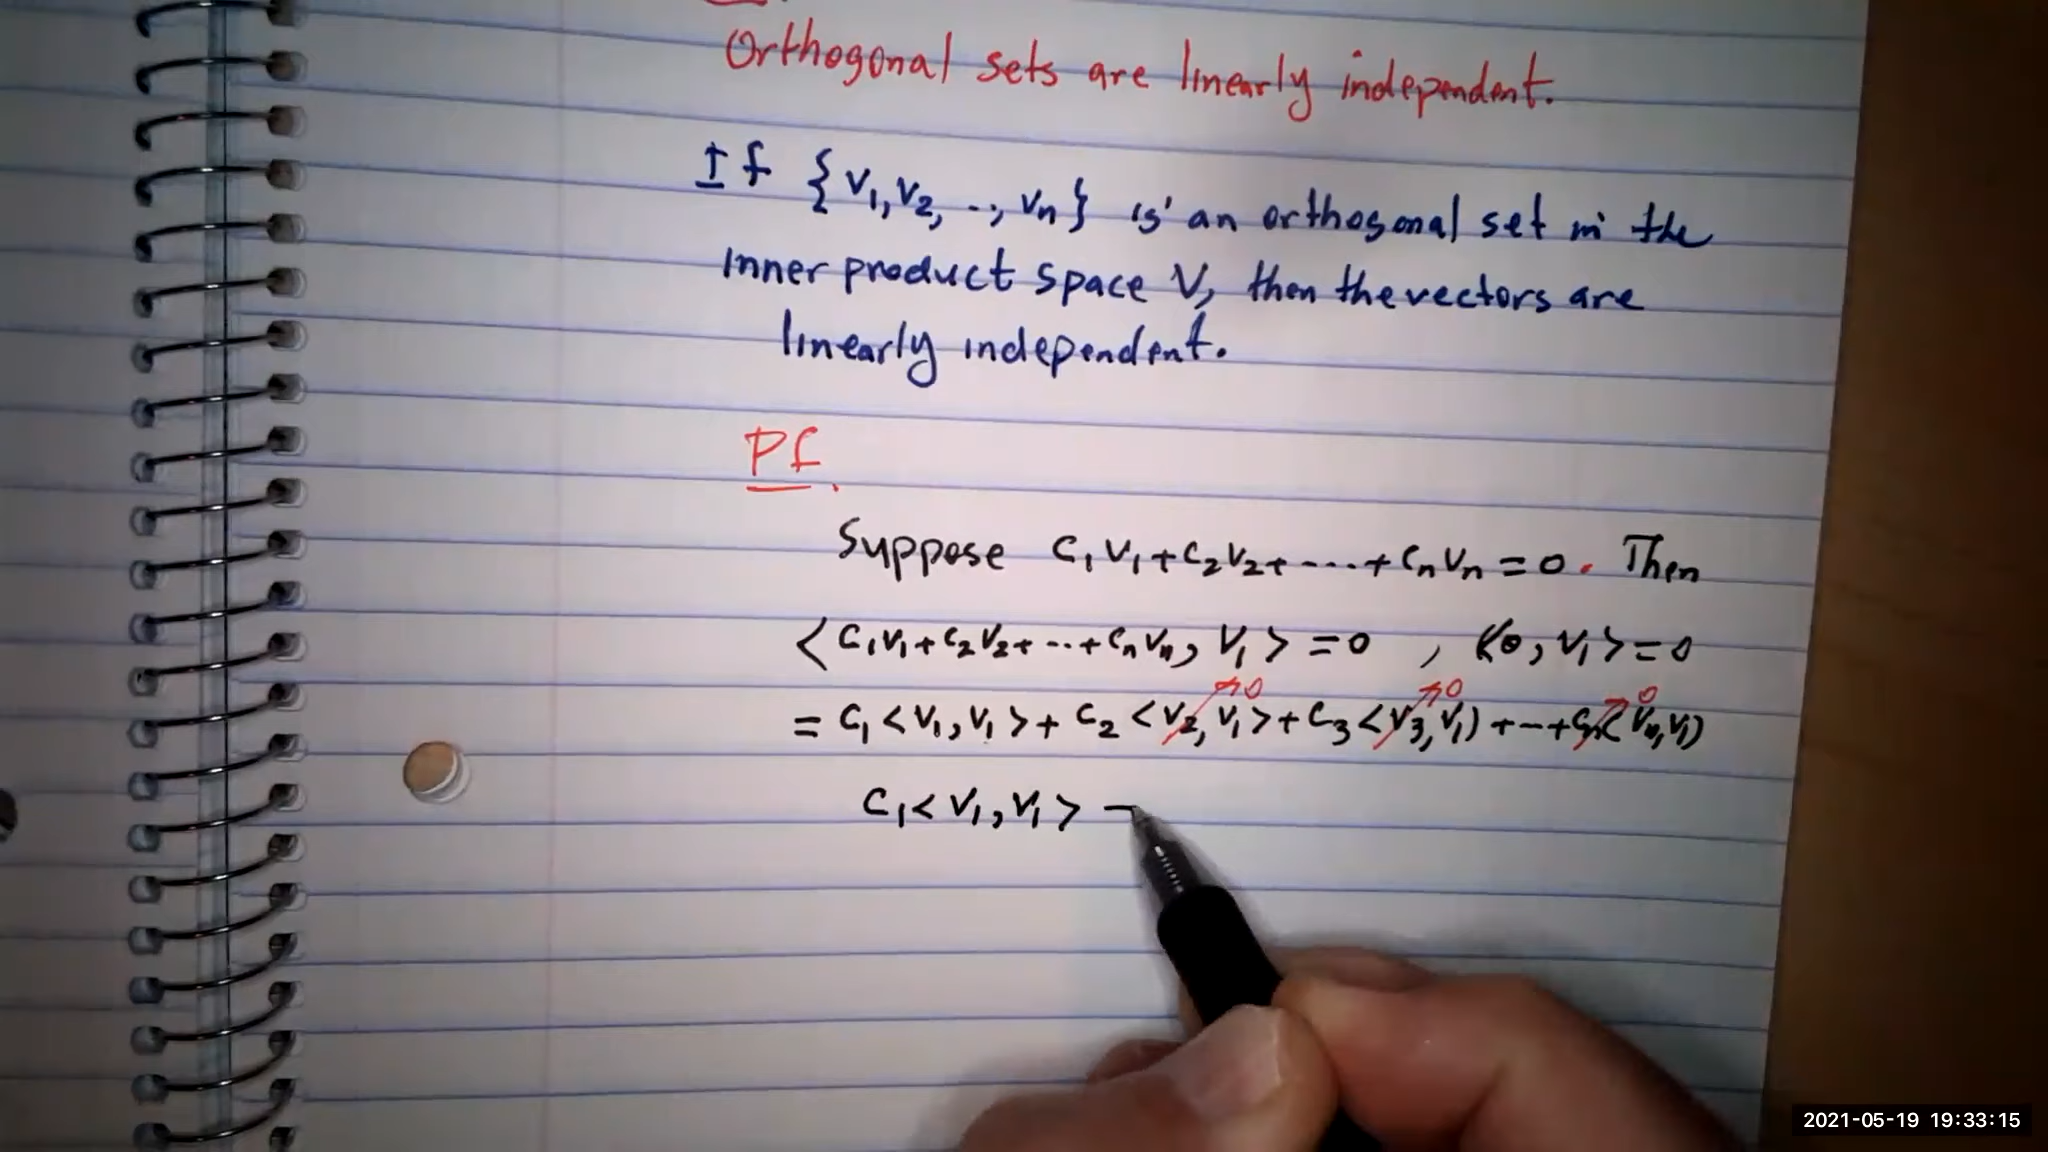 Orthogonal sets are linearly independent.
If {v1, v2, .., vn} is an orthogonal set in the
inner product space V, then the vectors are
linearly independent.
Pf.
Suppose c1v1+c2v2+....+cnvn=0. Then
<c1v1+c2v2+...+cnvn, v1>=0 , <0, v1>=0
0 0 0
= c1<v1,v1>+ c2<v2,v1>+c3<v3,v1)+...+cn<vn,v1)
c1<v1,v1>
2021-05-19 19:33:15